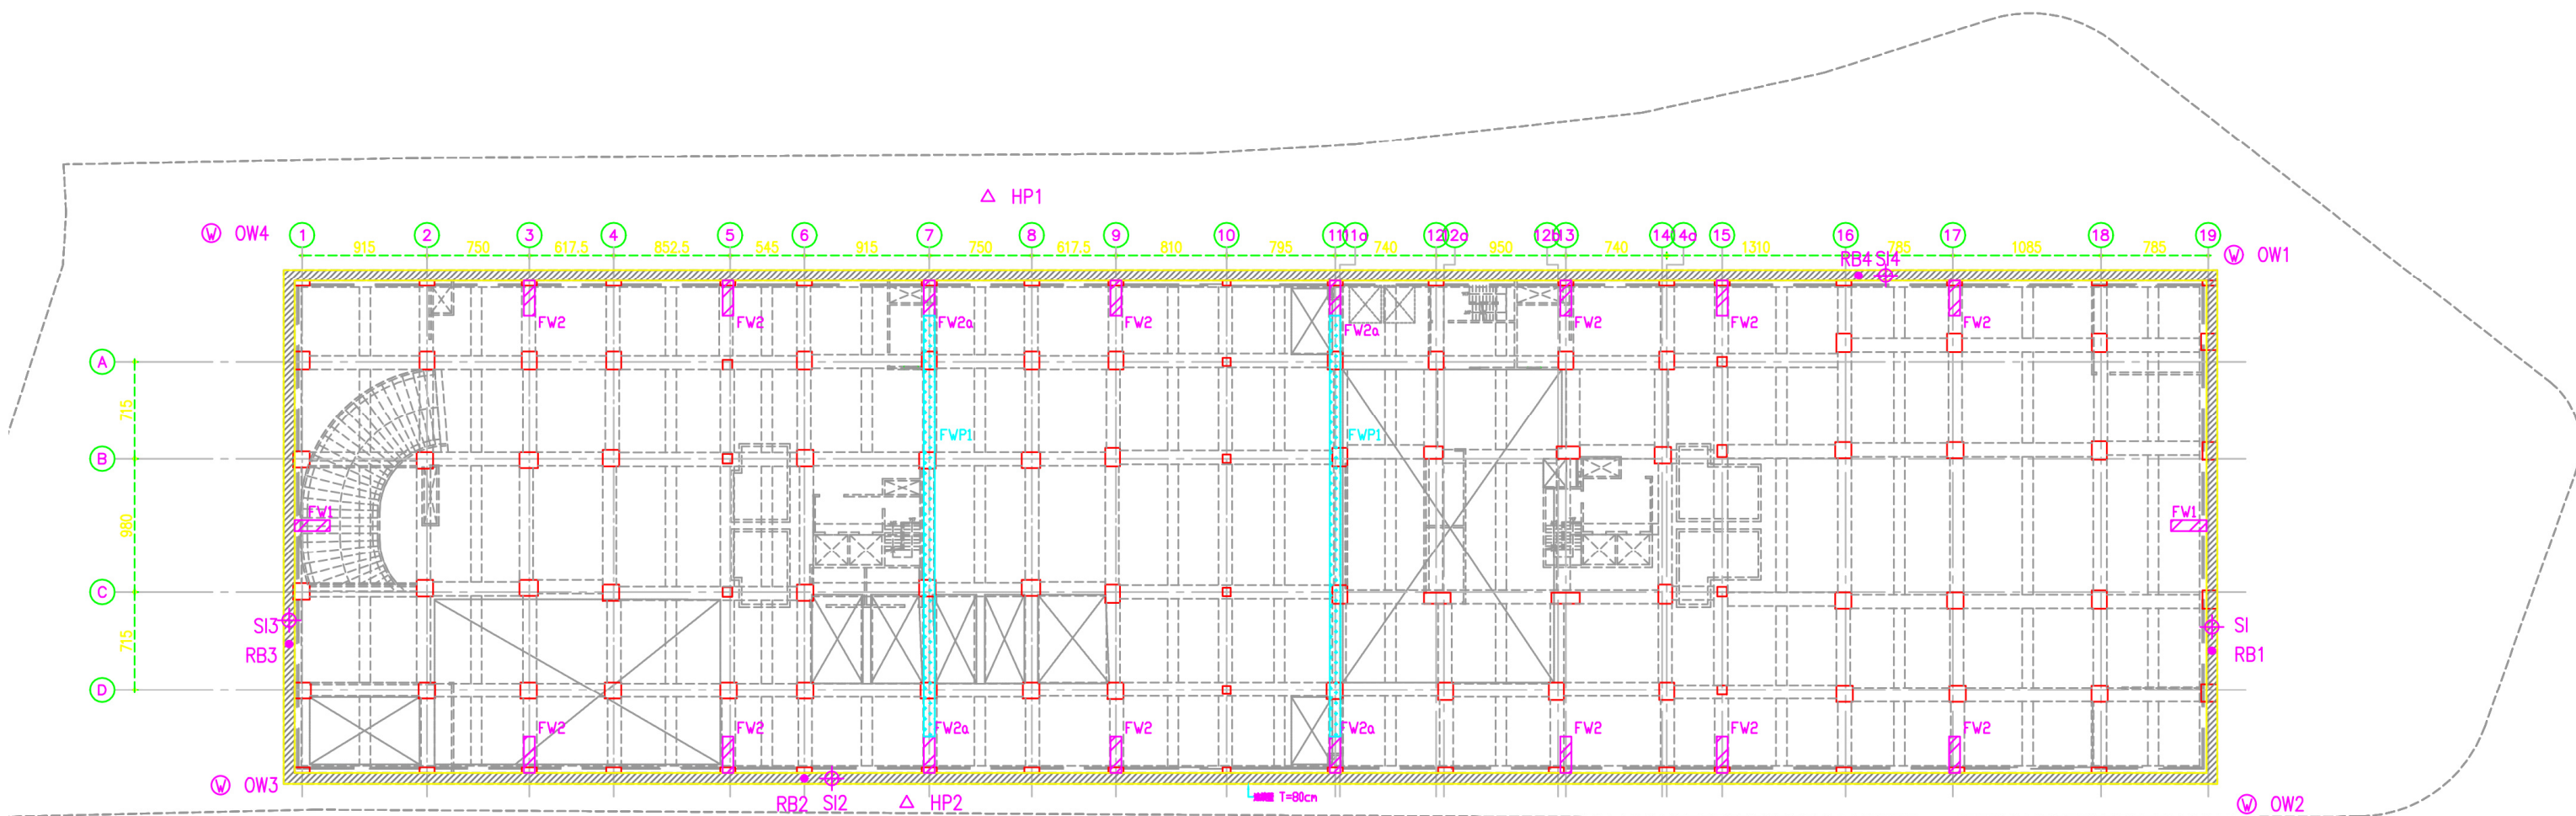 HP1
OW4
1 2 3 4 5 6 7 8 9 10 11 11a 12 12a 12b 13 14 14a 15 16 17 18 19
OW1
915 750 617.5 852.5 545 915 750 617.5 810 795 740 950 740 1310 785 1085 785
RB4 SI4
FW2 FW2 FW2a FW2 FW2a FW2 FW2 FW2
A
715
B
FWP1 FWP1
980
FW1 FW1
C
SI3 SI
715
RB3 RB1
D
FW2 FW2 FW2a FW2 FW2a FW2 FW2 FW2
OW3
RB2 SI2 HP2
T=80cm
OW2